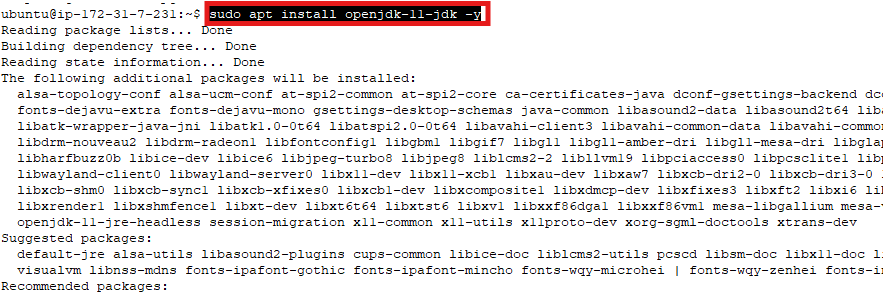 ubuntu@ip-172-31-7-231:~$ sudo apt install openjdk-11-jdk -y
Reading package lists... Done
Building dependency tree... Done
Reading state information... Done
The following additional packages will be installed:
alsa-topology-conf alsa-ucm-conf at-spi2-common at-spi2-core ca-certificates-java dconf-gsettings-backend
fonts-dejavu-extra fonts-dejavu-mono gsettings-desktop-schemas java-common libasound2-data libasound2t64
libatk-wrapper-java-jni libatk1.0-0t64 libatspi2.0-0t64 libavahi-client3 libavahi-common-data
libdrm-nouveau2 libdrm-radeon1 libfontconfig1 libgbm1 libgif7 libgl1 libgl1-amber-dri libgl1-mesa-dri
libharfbuzz0b libice-dev libice6 libjpeg-turbo8 libjpeg8 liblcms2-2 libllvm19 libpciaccess0 libpcsclite1
libwayland-client0 libwayland-server0 libx11-dev libx11-xcb1 libxau-dev libxaw7 libxcb-dri2-0 libxcb-dri3-0
libxcb-shm0 libxcb-sync1 libxcb-xfixes0 libxcb1-dev libxcomposite1 libxdmcp-dev libxfixes3 libxft2 libxi6
libxrender1 libxshmfence1 libxt-dev libxt6t64 libxtst6 libxv1 libxxf86dga1 libxxf86vm1 mesa-libgallium
openjdk-11-jre-headless session-migration x11-common x11-utils x11proto-dev xorg-sgml-doctools xtrans-dev
Suggested packages:
default-jre alsa-utils libasound2-plugins cups-common libice-doc liblcms2-utils pcscd libsm-doc libx11-doc
visualvm libnss-mdns fonts-ipafont-gothic fonts-ipafont-mincho fonts-wqy-microhei | fonts-wqy-zenhei
Recommended packages: